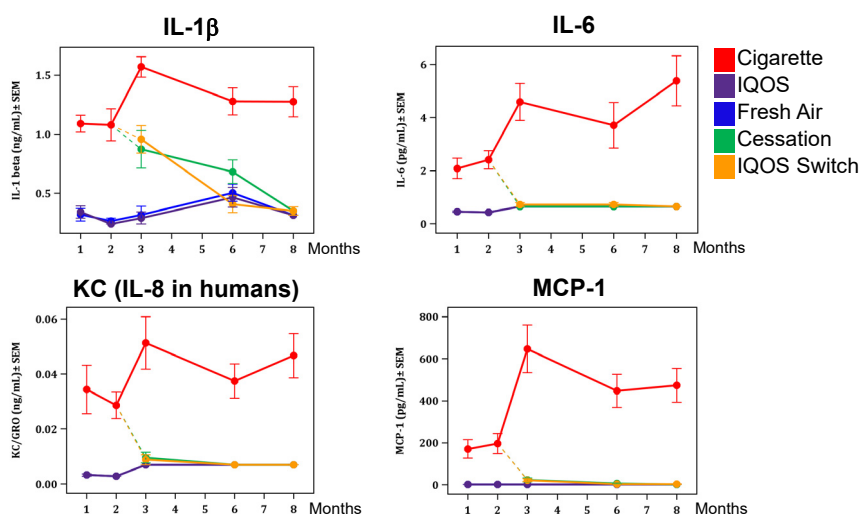 IL-1β
IL-1 beta (ng/mL)± SEM
1.5
1.0
0.5
1 2 3 4 5 6 7 8 Months
IL-6
IL-6 (pg/mL)± SEM
6
4
2
0
1 2 3 4 5 6 7 8 Months
Cigarette
IQOS
Fresh Air
Cessation
IQOS Switch
KC (IL-8 in humans)
KC/GRO (ng/mL)± SEM
0.06
0.04
0.02
0.00
1 2 3 4 5 6 7 8 Months
MCP-1
MCP-1 (pg/mL)± SEM
800
600
400
200
0
1 2 3 4 5 6 7 8 Months